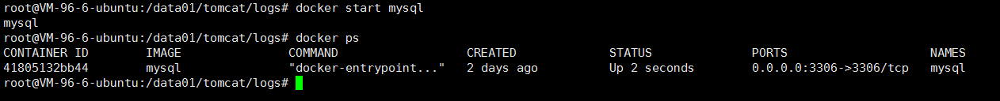 root@VM-96-6-ubuntu:/data01/tomcat/logs# docker start mysql
mysql
root@VM-96-6-ubuntu:/data01/tomcat/logs# docker ps
CONTAINER ID        IMAGE               COMMAND                  CREATED             STATUS              PORTS                    NAMES
41805132bb44        mysql               "docker-entrypoint..."   2 days ago          Up 2 seconds        0.0.0.0:3306->3306/tcp   mysql
root@VM-96-6-ubuntu:/data01/tomcat/logs#